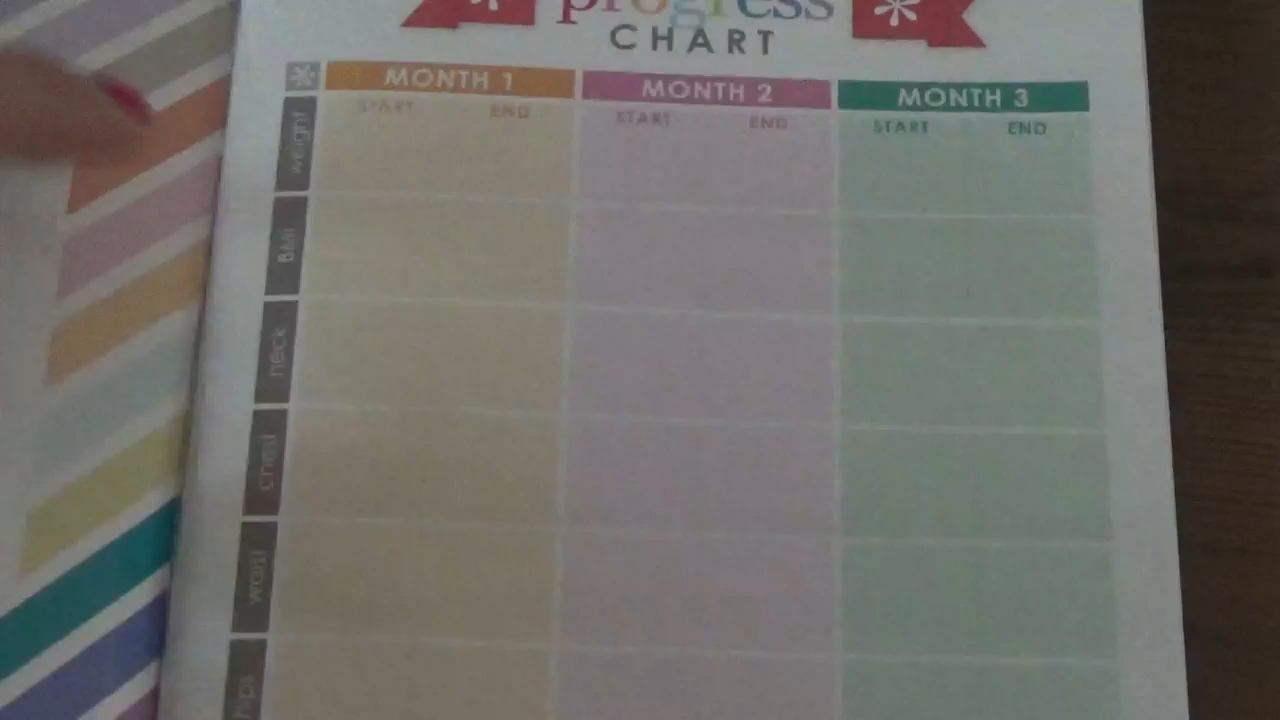 progress
CHART
MONTH 1 MONTH 2 MONTH 3
START END START END START END
weight
BMI
neck
chest
waist
hips